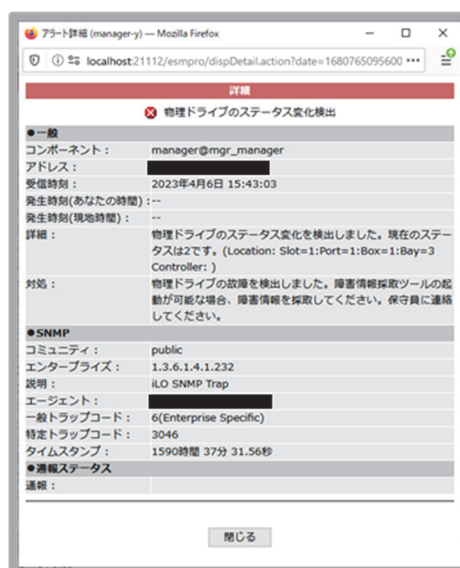 アラート詳細 (manager-y) — Mozilla Firefox
localhost:21112/esmpro/dispDetail.action?date=1680765095600
詳細
物理ドライブのステータス変化検出
●一般
コンポーネント: manager@mgr_manager
アドレス:
受信時刻: 2023年4月6日 15:43:03
発生時刻(あなたの時間): --
発生時刻(現地時間): --
詳細: 物理ドライブのステータス変化を検出しました。現在のステ
ータスは2です。(Location: Slot=1:Port=1:Box=1:Bay=3
Controller: )
対処: 物理ドライブの故障を検出しました。障害情報採取ツールの起
動が可能な場合、障害情報を採取してください。保守員に連絡
してください。
●SNMP
コミュニティ: public
エンタープライズ: 1.3.6.1.4.1.232
説明: iLO SNMP Trap
エージェント:
一般トラップコード: 6(Enterprise Specific)
特定トラップコード: 3046
タイムスタンプ: 1590時間 37分 31.56秒
●通報ステータス
通報:
閉じる